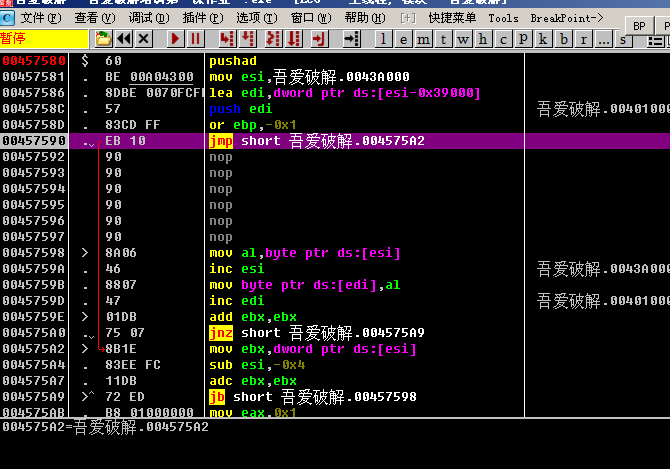 文件(F) 查看(V) 调试(D) 插件(P) 选项(T) 窗口(W) 帮助(H) [+] 快捷菜单 Tools BreakPoint->
暂停 l e m t w h c p k b r ... s BP
00457580 $ 60 pushad
00457581 . BE 00A04300 mov esi,吾爱破解.0043A000
00457586 . 8DBE 0070FCFF lea edi,dword ptr ds:[esi-0x39000]
0045758C . 57 push edi 吾爱破解.00401000
0045758D . 83CD FF or ebp,-0x1
00457590 .∨ EB 10 jmp short 吾爱破解.004575A2
00457592 90 nop
00457593 90 nop
00457594 90 nop
00457595 90 nop
00457596 90 nop
00457597 90 nop
00457598 > 8A06 mov al,byte ptr ds:[esi]
0045759A . 46 inc esi 吾爱破解.0043A000
0045759B . 8807 mov byte ptr ds:[edi],al
0045759D . 47 inc edi 吾爱破解.00401000
0045759E > 01DB add ebx,ebx
004575A0 .∨ 75 07 jnz short 吾爱破解.004575A9
004575A2 > 8B1E mov ebx,dword ptr ds:[esi]
004575A4 . 83EE FC sub esi,-0x4
004575A7 . 11DB adc ebx,ebx
004575A9 >^ 72 ED jb short 吾爱破解.00457598
004575AB . B8 01000000 mov eax,0x1
004575A2=吾爱破解.004575A2